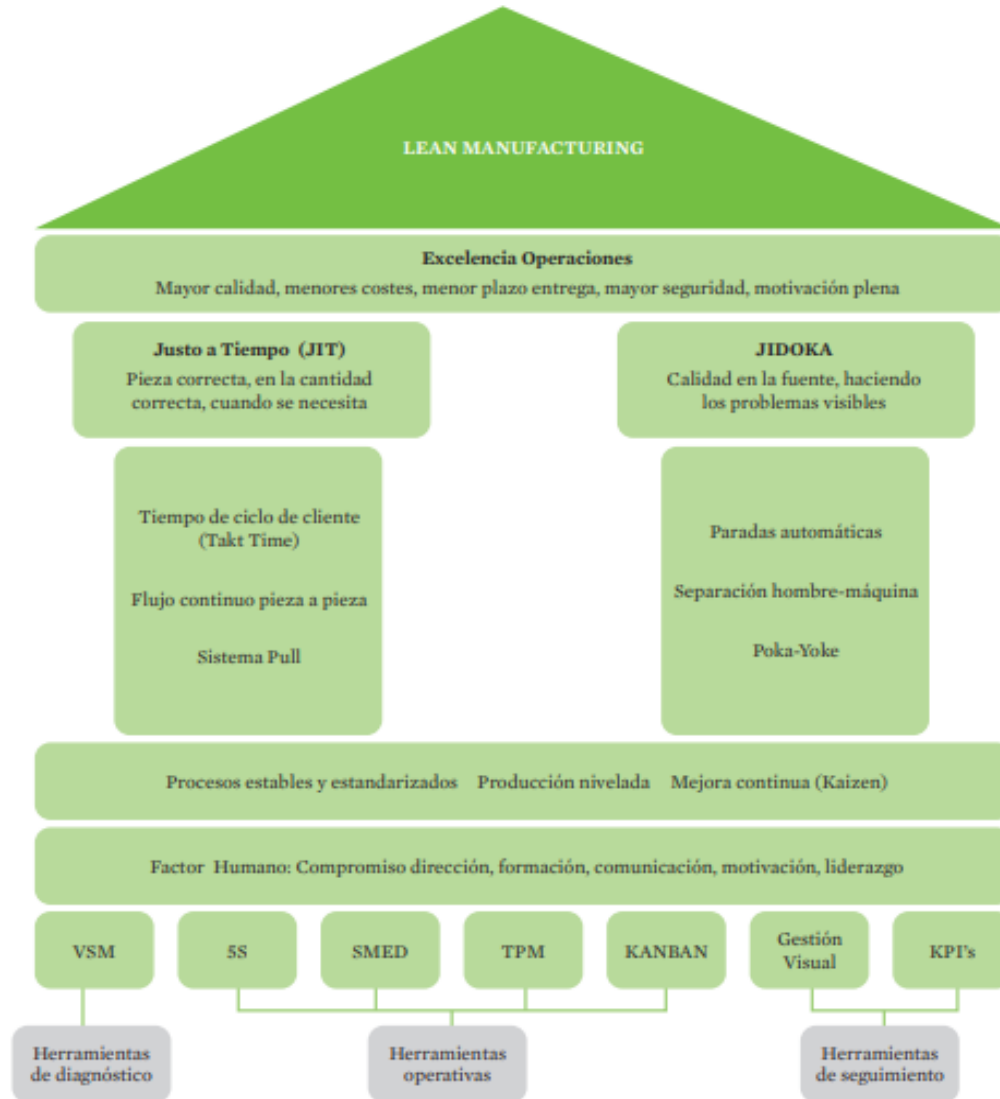 LEAN MANUFACTURING
Excelencia Operaciones
Mayor calidad, menores costes, menor plazo entrega, mayor seguridad, motivación plena
Justo a Tiempo (JIT)
Pieza correcta, en la cantidad
correcta, cuando se necesita
JIDOKA
Calidad en la fuente, haciendo
los problemas visibles
Tiempo de ciclo de cliente
(Takt Time)
Flujo continuo pieza a pieza
Sistema Pull
Paradas automáticas
Separación hombre-máquina
Poka-Yoke
Procesos estables y estandarizados Producción nivelada Mejora continua (Kaizen)
Factor Humano: Compromiso dirección, formación, comunicación, motivación, liderazgo
VSM
5S
SMED
TPM
KANBAN
Gestión
Visual
KPI's
Herramientas
de diagnóstico
Herramientas
operativas
Herramientas
de seguimiento